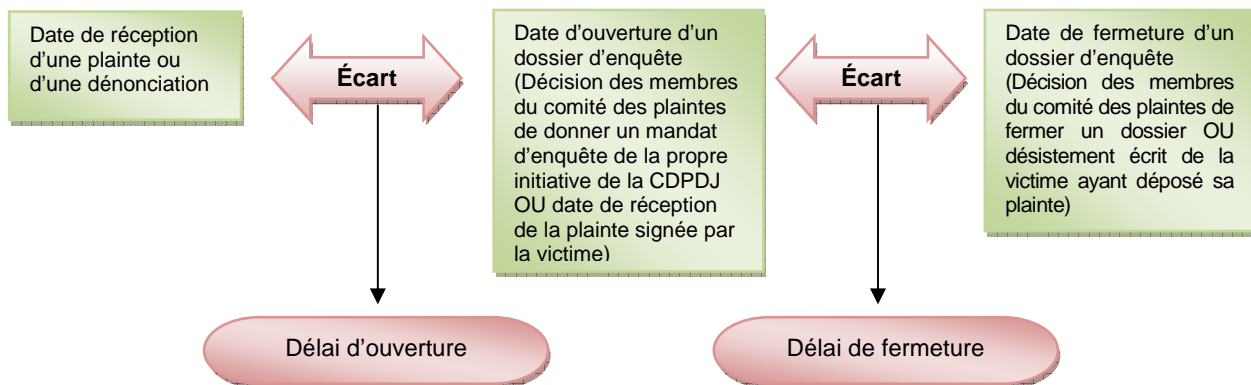 Date de réception
d’une plainte ou
d’une dénonciation
Écart
Date d’ouverture d’un
dossier d’enquête
(Décision des membres
du comité des plaintes
de donner un mandat
d’enquête de la propre
initiative de la CDPDJ
OU date de réception
de la plainte signée par
la victime)
Écart
Date de fermeture d’un
dossier d’enquête
(Décision des membres
du comité des plaintes de
fermer un dossier OU
désistement écrit de la
victime ayant déposé sa
plainte)
Délai d’ouverture
Délai de fermeture